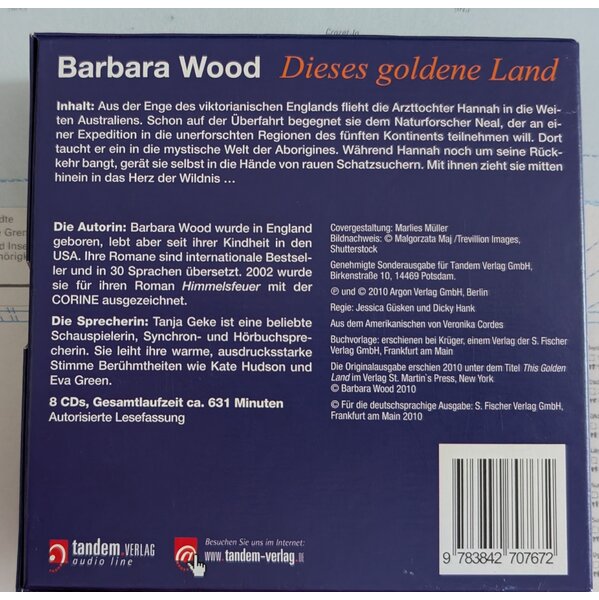 Barbara Wood Dieses goldene Land
Inhalt: Aus der Enge des viktorianischen Englands flieht die Arzttochter Hannah in die Wei-
ten Australiens. Schon auf der Überfahrt begegnet sie dem Naturforscher Neal, der an ei-
ner Expedition in die unerforschten Regionen des fünften Kontinents teilnehmen will. Dort
taucht er ein in die mystische Welt der Aborigines. Während Hannah noch um seine Rück-
kehr bangt, gerät sie selbst in die Hände von rauen Schatzsuchern. Mit ihnen zieht sie mitten
hinein in das Herz der Wildnis ...
Die Autorin: Barbara Wood wurde in England
geboren, lebt aber seit ihrer Kindheit in den
USA. Ihre Romane sind internationale Bestsel-
ler und in 30 Sprachen übersetzt. 2002 wurde
sie für ihren Roman Himmelsfeuer mit der
CORINE ausgezeichnet.
Die Sprecherin: Tanja Geke ist eine beliebte
Schauspielerin, Synchron- und Hörbuchspre-
cherin. Sie leiht ihre warme, ausdrucksstarke
Stimme Berühmtheiten wie Kate Hudson und
Eva Green.
8 CDs, Gesamtlaufzeit ca. 631 Minuten
Autorisierte Lesefassung
Covergestaltung: Marlies Müller
Bildnachweis: © Malgorzata Maj /Trevillion Images,
Shutterstock
Genehmigte Sonderausgabe für Tandem Verlag GmbH,
Birkenstraße 10, 14469 Potsdam.
℗ und © 2010 Argon Verlag GmbH, Berlin
Regie: Jessica Güsken und Dicky Hank
Aus dem Amerikanischen von Veronika Cordes
Buchvorlage: erschienen bei Krüger, einem Verlag der S. Fischer
Verlag GmbH, Frankfurt am Main
Die Originalausgabe erschien 2010 unter dem Titel This Golden
Land im Verlag St. Martin's Press, New York
© Barbara Wood 2010
© Für die deutschsprachige Ausgabe: S. Fischer Verlag GmbH,
Frankfurt am Main 2010
tandem VERLAG
audio line
Besuchen Sie uns im Internet:
www.tandem-verlag.de
9 783842 707672